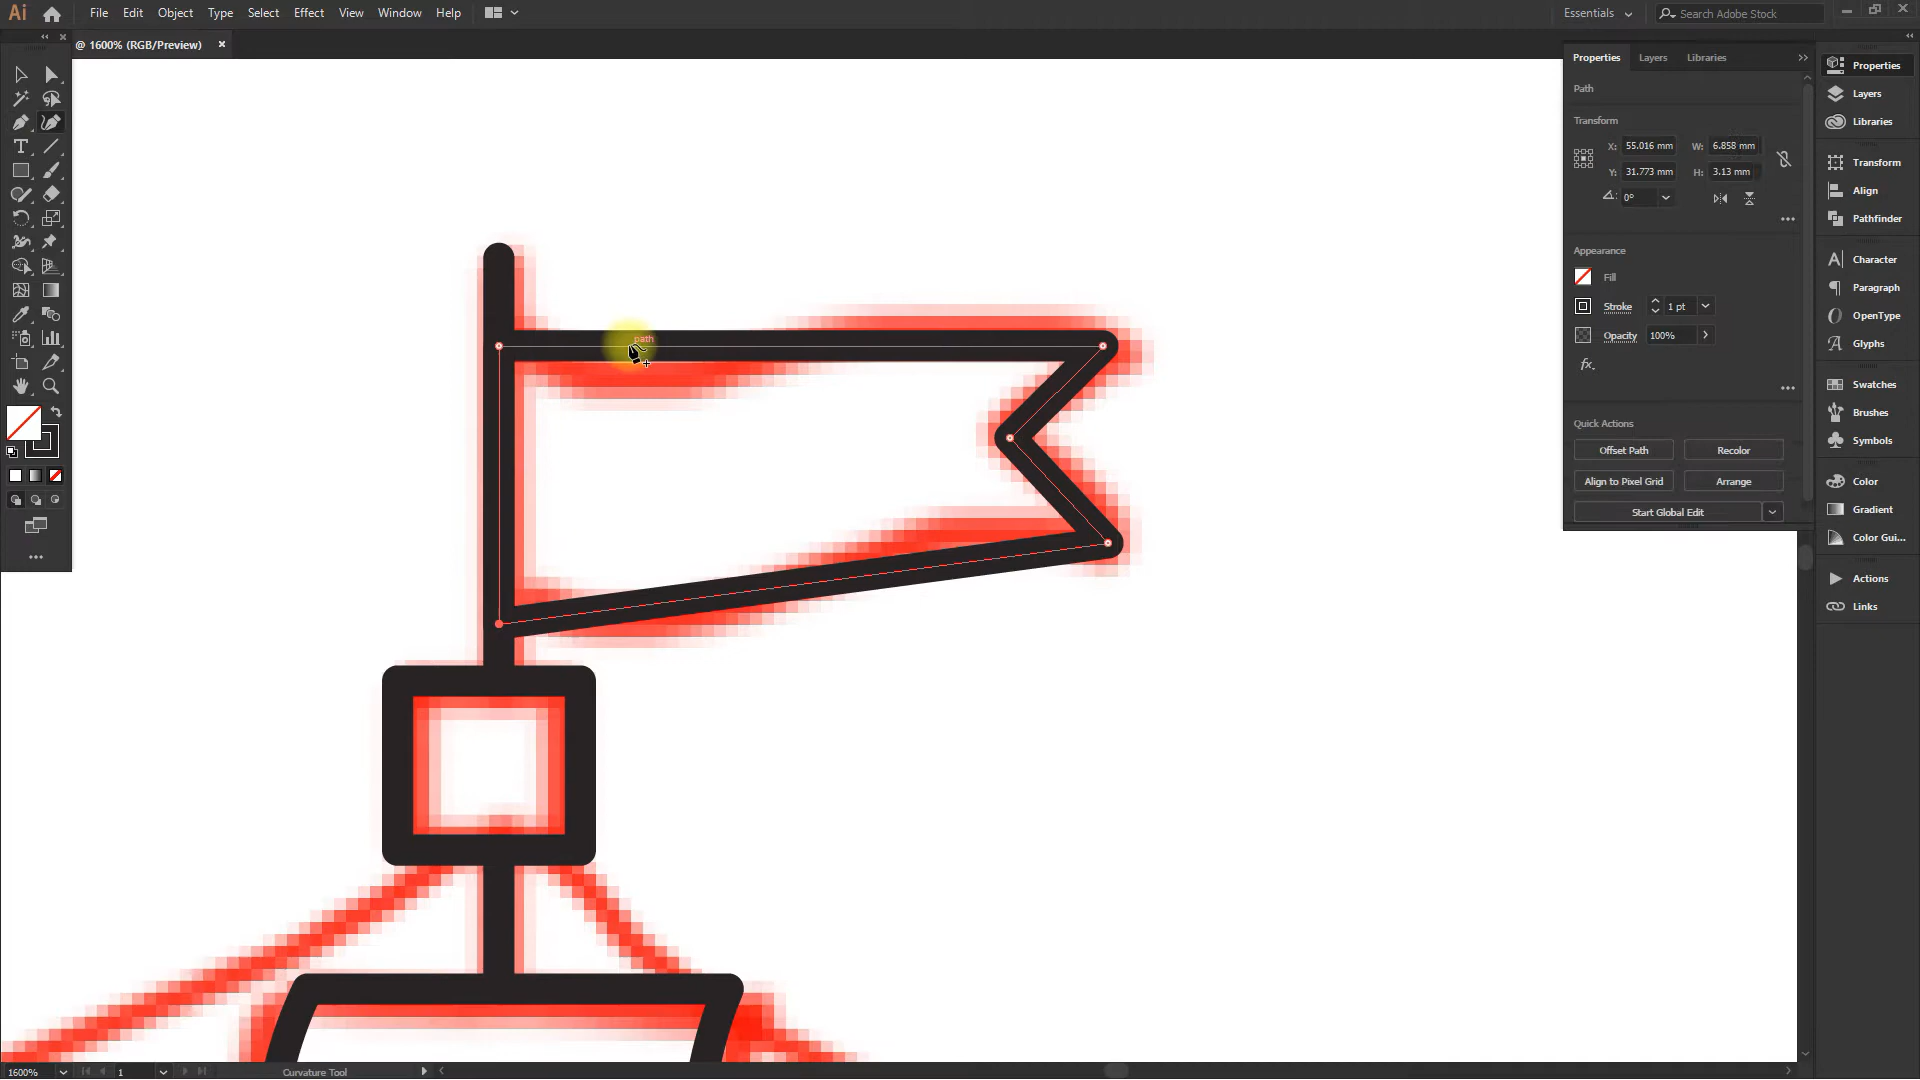 Ai File Edit Object Type Select Effect View Window Help Essentials Search Adobe Stock
@ 1600% (RGB/Preview) ×
Properties Layers Libraries
Path
Transform
X: 55.016 mm W: 6.858 mm
Y: 31.773 mm H: 3.13 mm
0°
Appearance
Fill
Stroke 1 pt
Opacity 100%
fx.
Quick Actions
Offset Path Recolor
Align to Pixel Grid Arrange
Start Global Edit
Properties
Layers
Libraries
Transform
Align
Pathfinder
Character
Paragraph
OpenType
Glyphs
Swatches
Brushes
Symbols
Color
Gradient
Color Gui...
Actions
Links
path
1600% 1 Curvature Tool